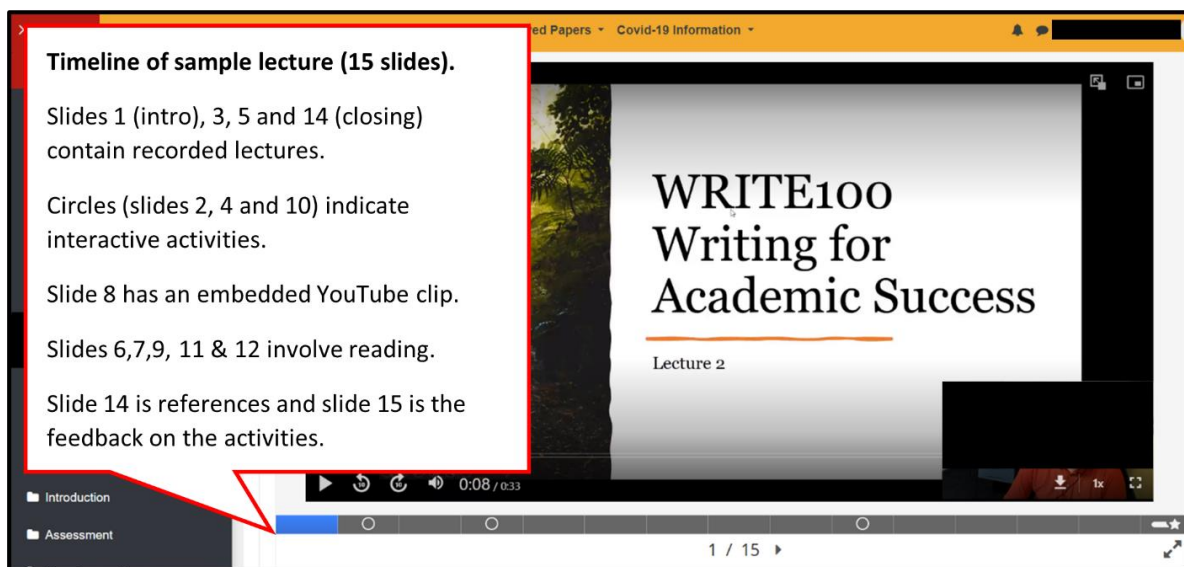 ed Papers Covid-19 Information
Timeline of sample lecture (15 slides).
Slides 1 (intro), 3, 5 and 14 (closing)
contain recorded lectures.
Circles (slides 2, 4 and 10) indicate
interactive activities.
Slide 8 has an embedded YouTube clip.
Slides 6,7,9, 11 & 12 involve reading.
Slide 14 is references and slide 15 is the
feedback on the activities.
WRITE100
Writing for
Academic Success
Lecture 2
10 10 0:08 / 0:33 1x
Introduction
Assessment
1 / 15